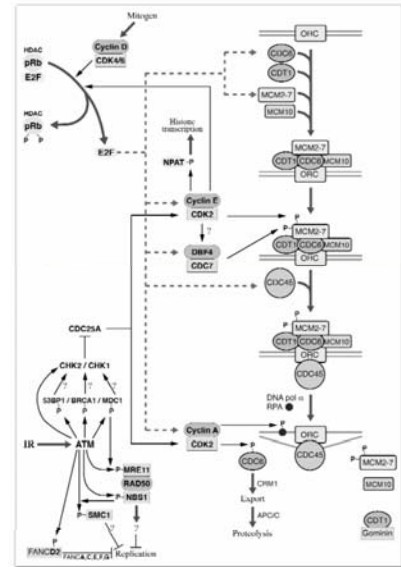 Mitogen
HDAC
pRb
E2F
Cyclin D
CDK4/6
HDAC
pRb
P P
E2F
Histone
transcription
NPAT -P
Cyclin E
CDK2
?
DBF4
CDC7
CDC25A
CHK2 / CHK1
? ? ?
53BP1 / BRCA1 / MDC1
P P P
IR
ATM
P- MRE11
RAD50
P- NBS1
P- SMC1
? ?
P
FANCD2
FANCA,C,E,F,G
Replication
Cyclin A
CDK2
P
CDC6
CRM1
Export
APC/C
Proteolysis
ORC
CDC6
CDT1
MCM2-7
MCM10
MCM2-7
CDT1 CDC6 MCM10
ORC
P
P
MCM2-7
CDT1 CDC6 MCM10
ORC
CDC45
P
P
MCM2-7
CDT1 CDC6 MCM10
ORC
CDC45
DNA pol α
RPA
P
ORC
CDC45
P
P
MCM2-7
MCM10
CDT1
Gominin